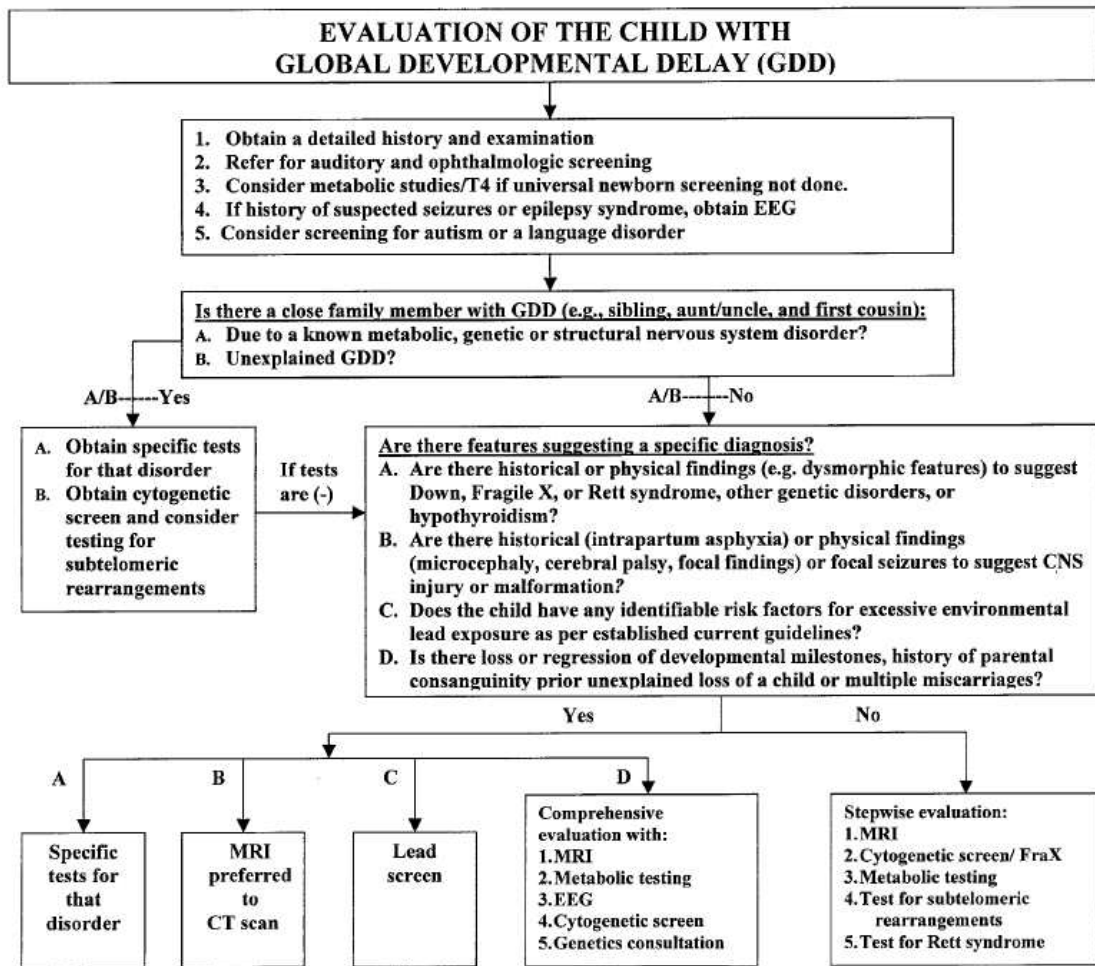 EVALUATION OF THE CHILD WITH
GLOBAL DEVELOPMENTAL DELAY (GDD)
1. Obtain a detailed history and examination
2. Refer for auditory and ophthalmologic screening
3. Consider metabolic studies/T4 if universal newborn screening not done.
4. If history of suspected seizures or epilepsy syndrome, obtain EEG
5. Consider screening for autism or a language disorder
Is there a close family member with GDD (e.g., sibling, aunt/uncle, and first cousin):
A. Due to a known metabolic, genetic or structural nervous system disorder?
B. Unexplained GDD?
A/B-------Yes
A/B-------No
A. Obtain specific tests
for that disorder
B. Obtain cytogenetic
screen and consider
testing for
subtelomeric
rearrangements
If tests
are (-)
Are there features suggesting a specific diagnosis?
A. Are there historical or physical findings (e.g. dysmorphic features) to suggest
Down, Fragile X, or Rett syndrome, other genetic disorders, or
hypothyroidism?
B. Are there historical (intrapartum asphyxia) or physical findings
(microcephaly, cerebral palsy, focal findings) or focal seizures to suggest CNS
injury or malformation?
C. Does the child have any identifiable risk factors for excessive environmental
lead exposure as per established current guidelines?
D. Is there loss or regression of developmental milestones, history of parental
consanguinity prior unexplained loss of a child or multiple miscarriages?
Yes
No
A
B
C
D
Specific
tests for
that
disorder
MRI
preferred
to
CT scan
Lead
screen
Comprehensive
evaluation with:
1.MRI
2.Metabolic testing
3.EEG
4.Cytogenetic screen
5.Genetics consultation
Stepwise evaluation:
1.MRI
2.Cytogenetic screen/ FraX
3.Metabolic testing
4.Test for subtelomeric
rearrangements
5.Test for Rett syndrome